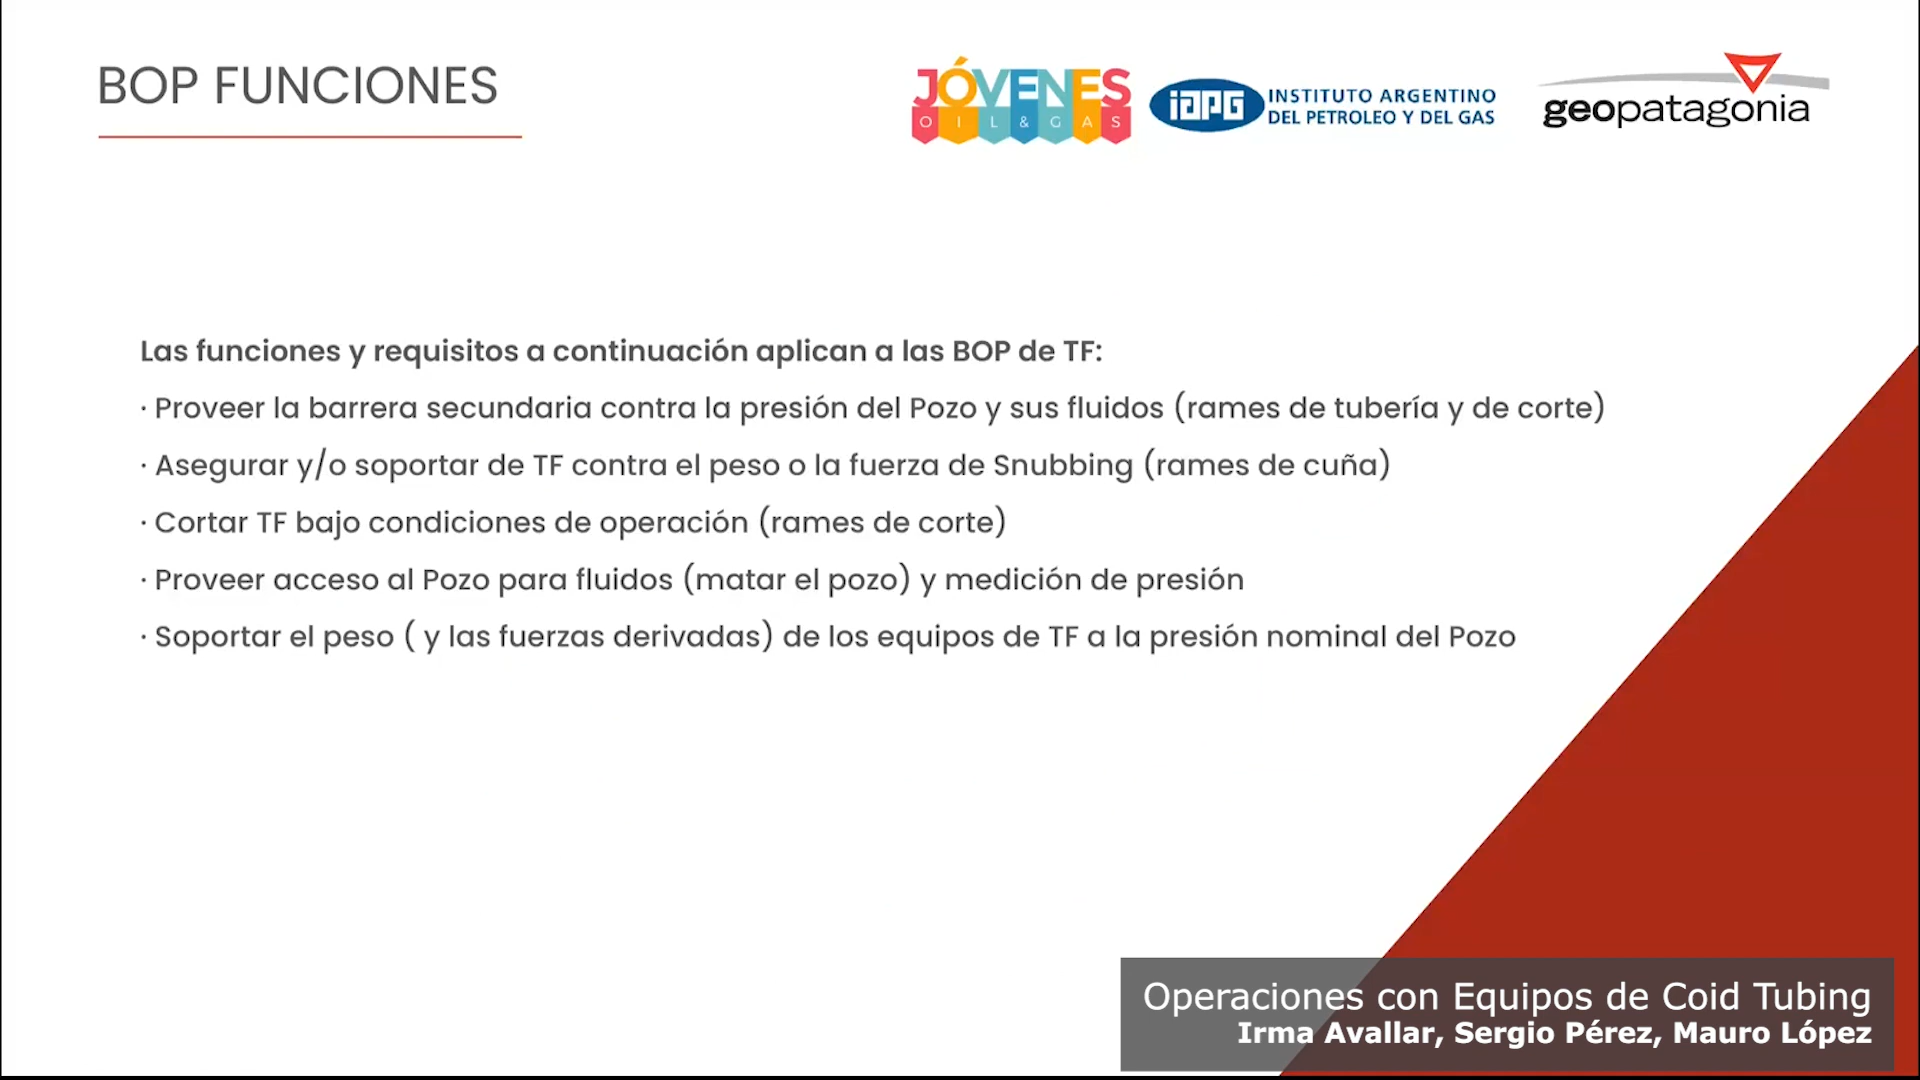 BOP FUNCIONES
JÓVENES
OIL&GAS
iapg
INSTITUTO ARGENTINO
DEL PETROLEO Y DEL GAS
geopatagonia
Las funciones y requisitos a continuación aplican a las BOP de TF:
· Proveer la barrera secundaria contra la presión del Pozo y sus fluidos (rames de tubería y de corte)
· Asegurar y/o soportar de TF contra el peso o la fuerza de Snubbing (rames de cuña)
· Cortar TF bajo condiciones de operación (rames de corte)
· Proveer acceso al Pozo para fluidos (matar el pozo) y medición de presión
· Soportar el peso ( y las fuerzas derivadas) de los equipos de TF a la presión nominal del Pozo
Operaciones con Equipos de Coid Tubing
Irma Avallar, Sergio Pérez, Mauro López